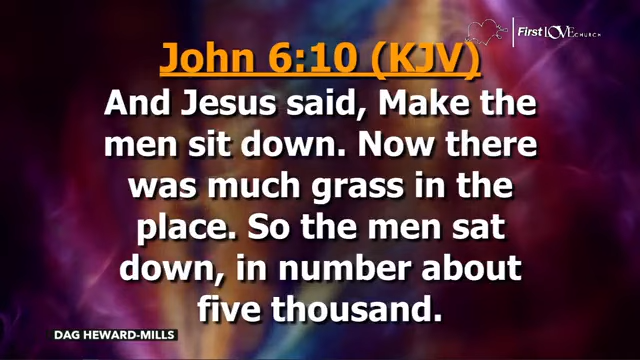 First LOVE CHURCH
John 6:10 (KJV)
And Jesus said, Make the
men sit down. Now there
was much grass in the
place. So the men sat
down, in number about
five thousand.
DAG HEWARD-MILLS